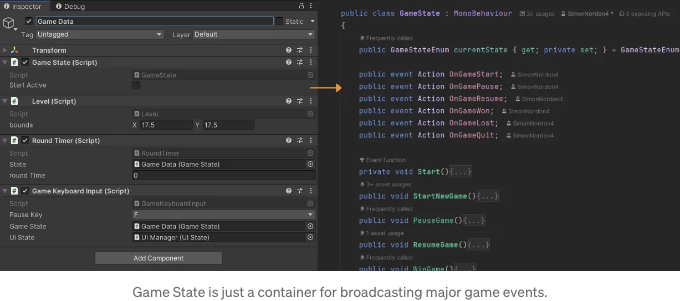 Inspector
Debug
Game Data
Static
Tag Untagged Layer Default
Transform
Game State (Script)
Script GameState
Start Active
Level (Script)
Script Level
bounds X 17.5 Y 17.5
Round Timer (Script)
Script RoundTimer
State Game Data (Game State)
round Time 0
Game Keyboard Input (Script)
Script GameKeyboardInput
Pause Key F
Game State Game Data (Game State)
UI State UI Manager (UI State)
Add Component
public class GameState : MonoBehaviour 20 usages SimonNordon4 8 exposing APIs
{
Frequently called
public GameStateEnum currentState { get; private set; } = GameStateEnum
public event Action OnGameStart; SimonNordon4
public event Action OnGamePause; SimonNordon4
public event Action OnGameResume; SimonNordon4
public event Action OnGameWon; SimonNordon4
public event Action OnGameLost; SimonNordon4
public event Action OnGameQuit; SimonNordon4
Event function
private void Start(){...}
3+ asset usages
public void StartNewGame(){...}
Frequently called
public void PauseGame(){...}
1 asset usage
public void ResumeGame(){...}
Frequently called
public void WinGame(){...}
Game State is just a container for broadcasting major game events.